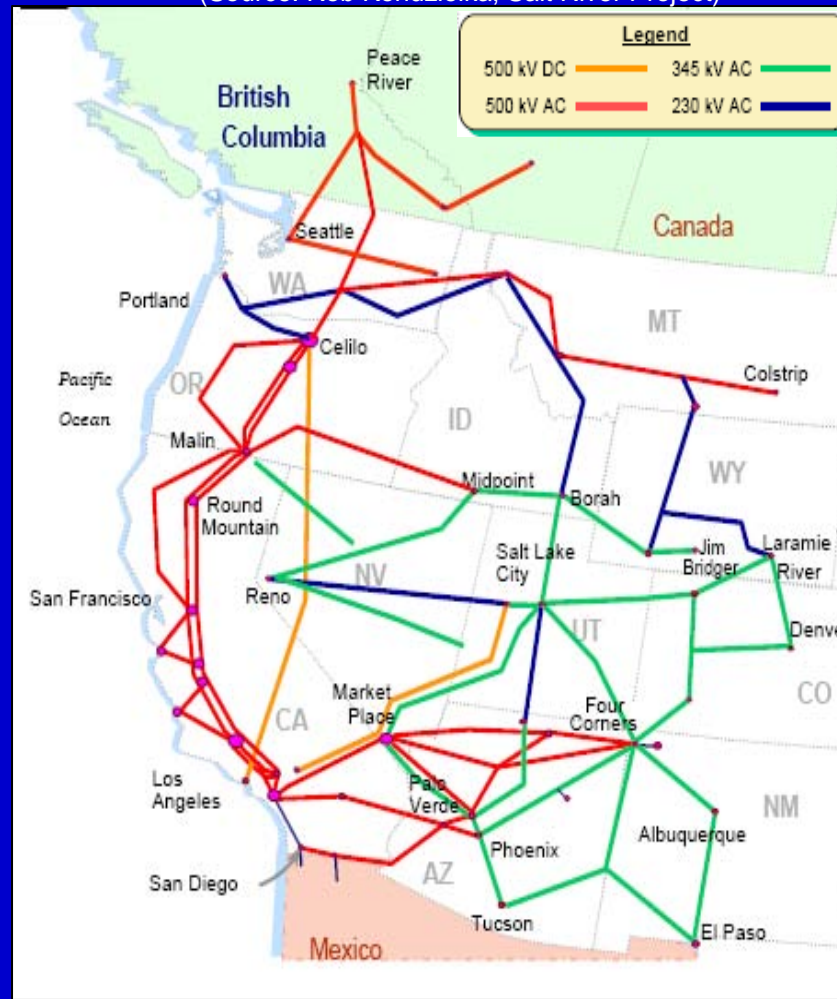 Legend
500 kV DC
345 kV AC
500 kV AC
230 kV AC
Peace
River
British
Columbia
Canada
Seattle
WA
Portland
MT
Celilo
Colstrip
Pacific
Ocean
OR
ID
Malin
Midpoint
Borah
WY
Round
Mountain
Salt Lake
City
Jim
Bridger
Laramie
River
NV
Reno
San Francisco
UT
Denve
Market
Place
Four
Corners
CO
CA
Los
Angeles
Palo
Verde
NM
Albuquerque
Phoenix
AZ
San Diego
Tucson
El Paso
Mexico